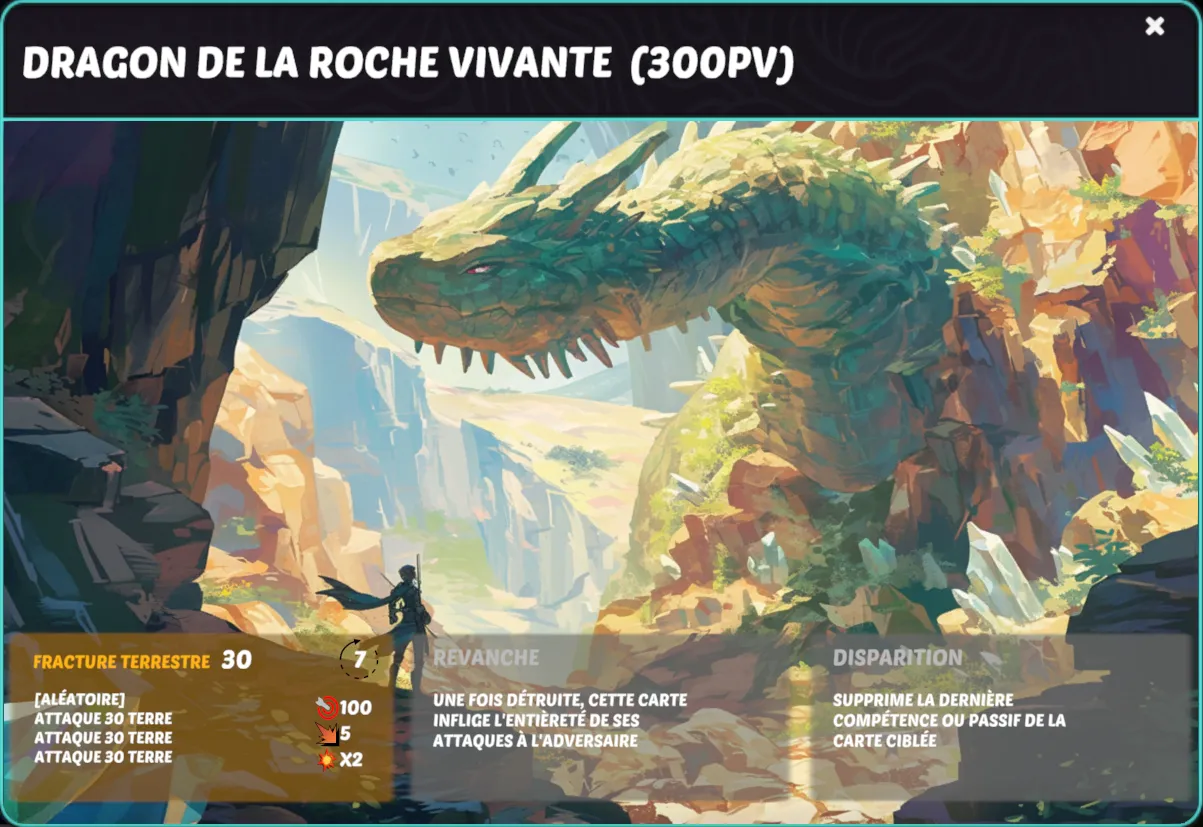 DRAGON DE LA ROCHE VIVANTE (300PV)
FRACTURE TERRESTRE 30
7
[ALÉATOIRE]
ATTAQUE 30 TERRE
ATTAQUE 30 TERRE
ATTAQUE 30 TERRE
100
5
X2
REVANCHE
UNE FOIS DÉTRUITE, CETTE CARTE
INFLIGE L'ENTIÈRETÉ DE SES
ATTAQUES À L'ADVERSAIRE
DISPARITION
SUPPRIME LA DERNIÈRE
COMPÉTENCE OU PASSIF DE LA
CARTE CIBLÉE